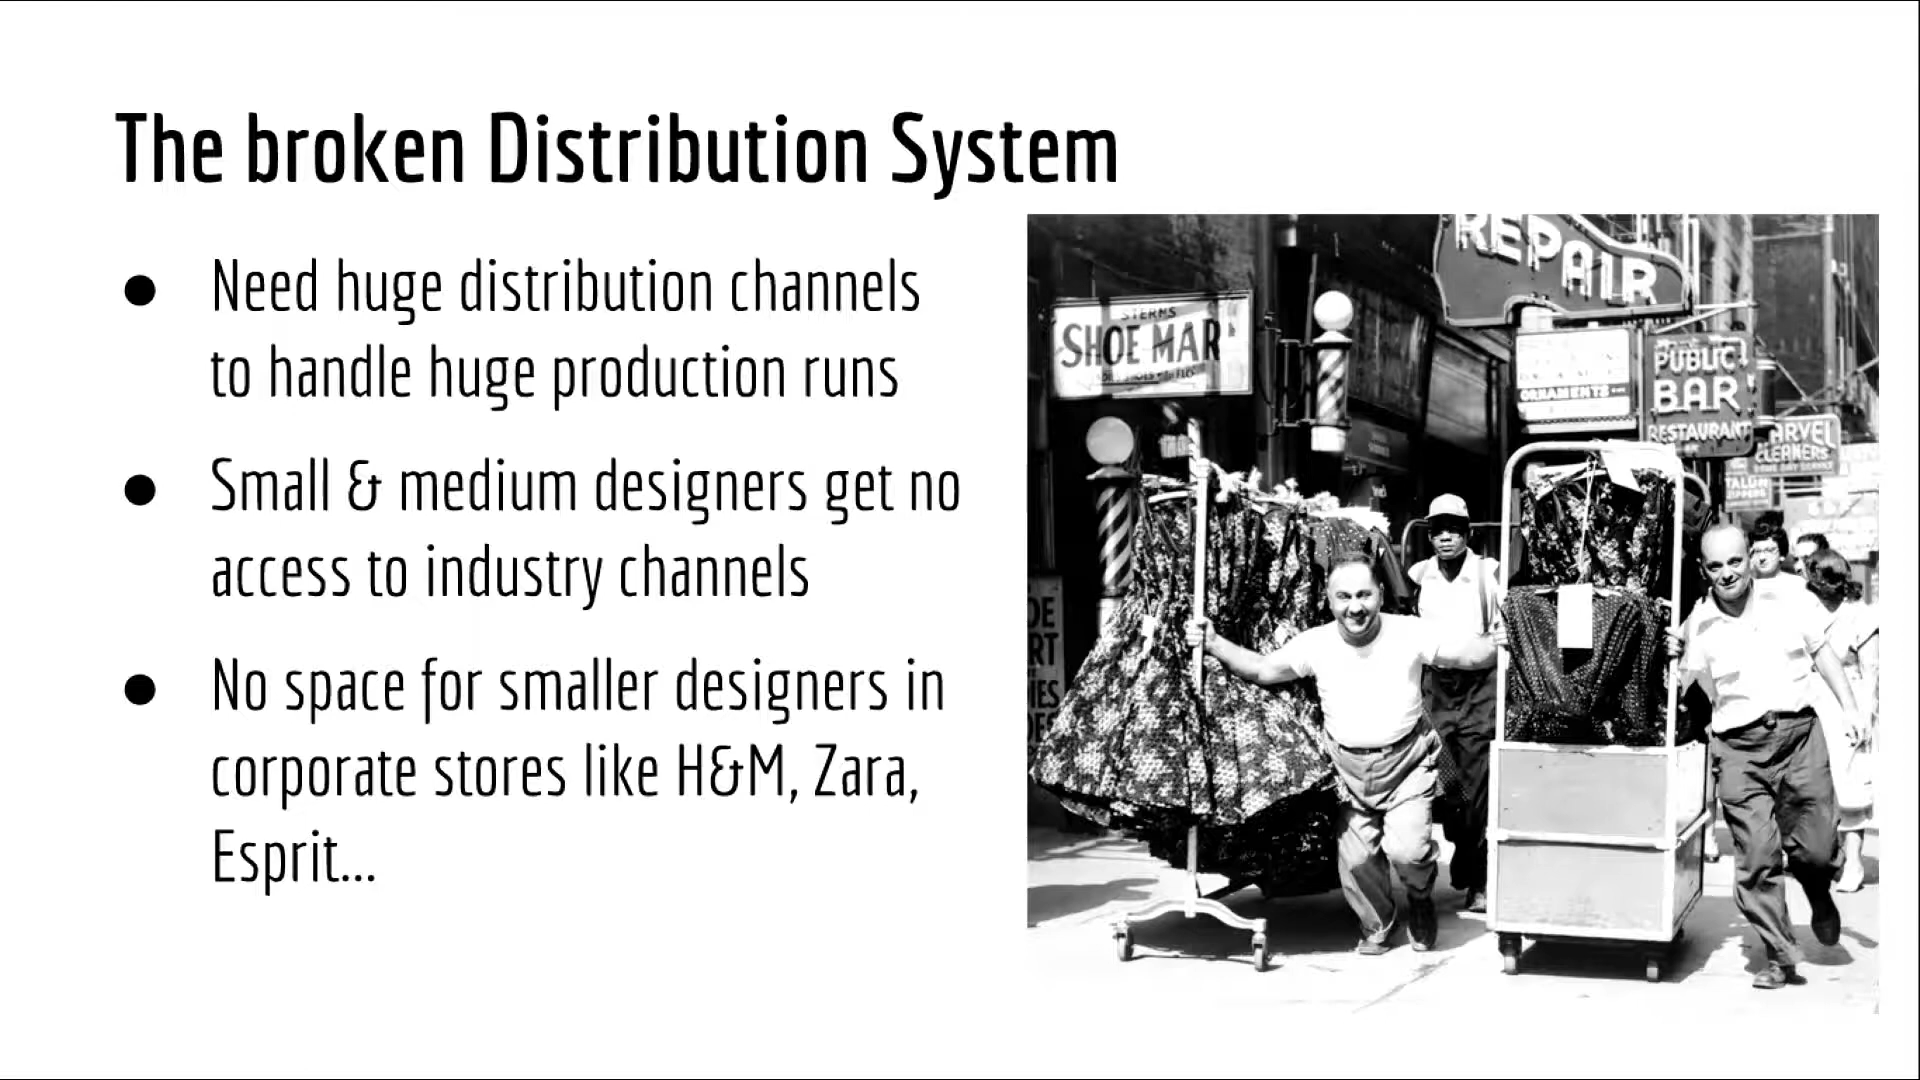 The broken Distribution System
● Need huge distribution channels
to handle huge production runs
● Small & medium designers get no
access to industry channels
● No space for smaller designers in
corporate stores like H&M, Zara,
Esprit...
REPAIR
STERNS
SHOE MAR
ORNAMENTS
PUBLIC
BAR
RESTAURANT
ARVEL
CLEANERS
TALON
ZIPPERS